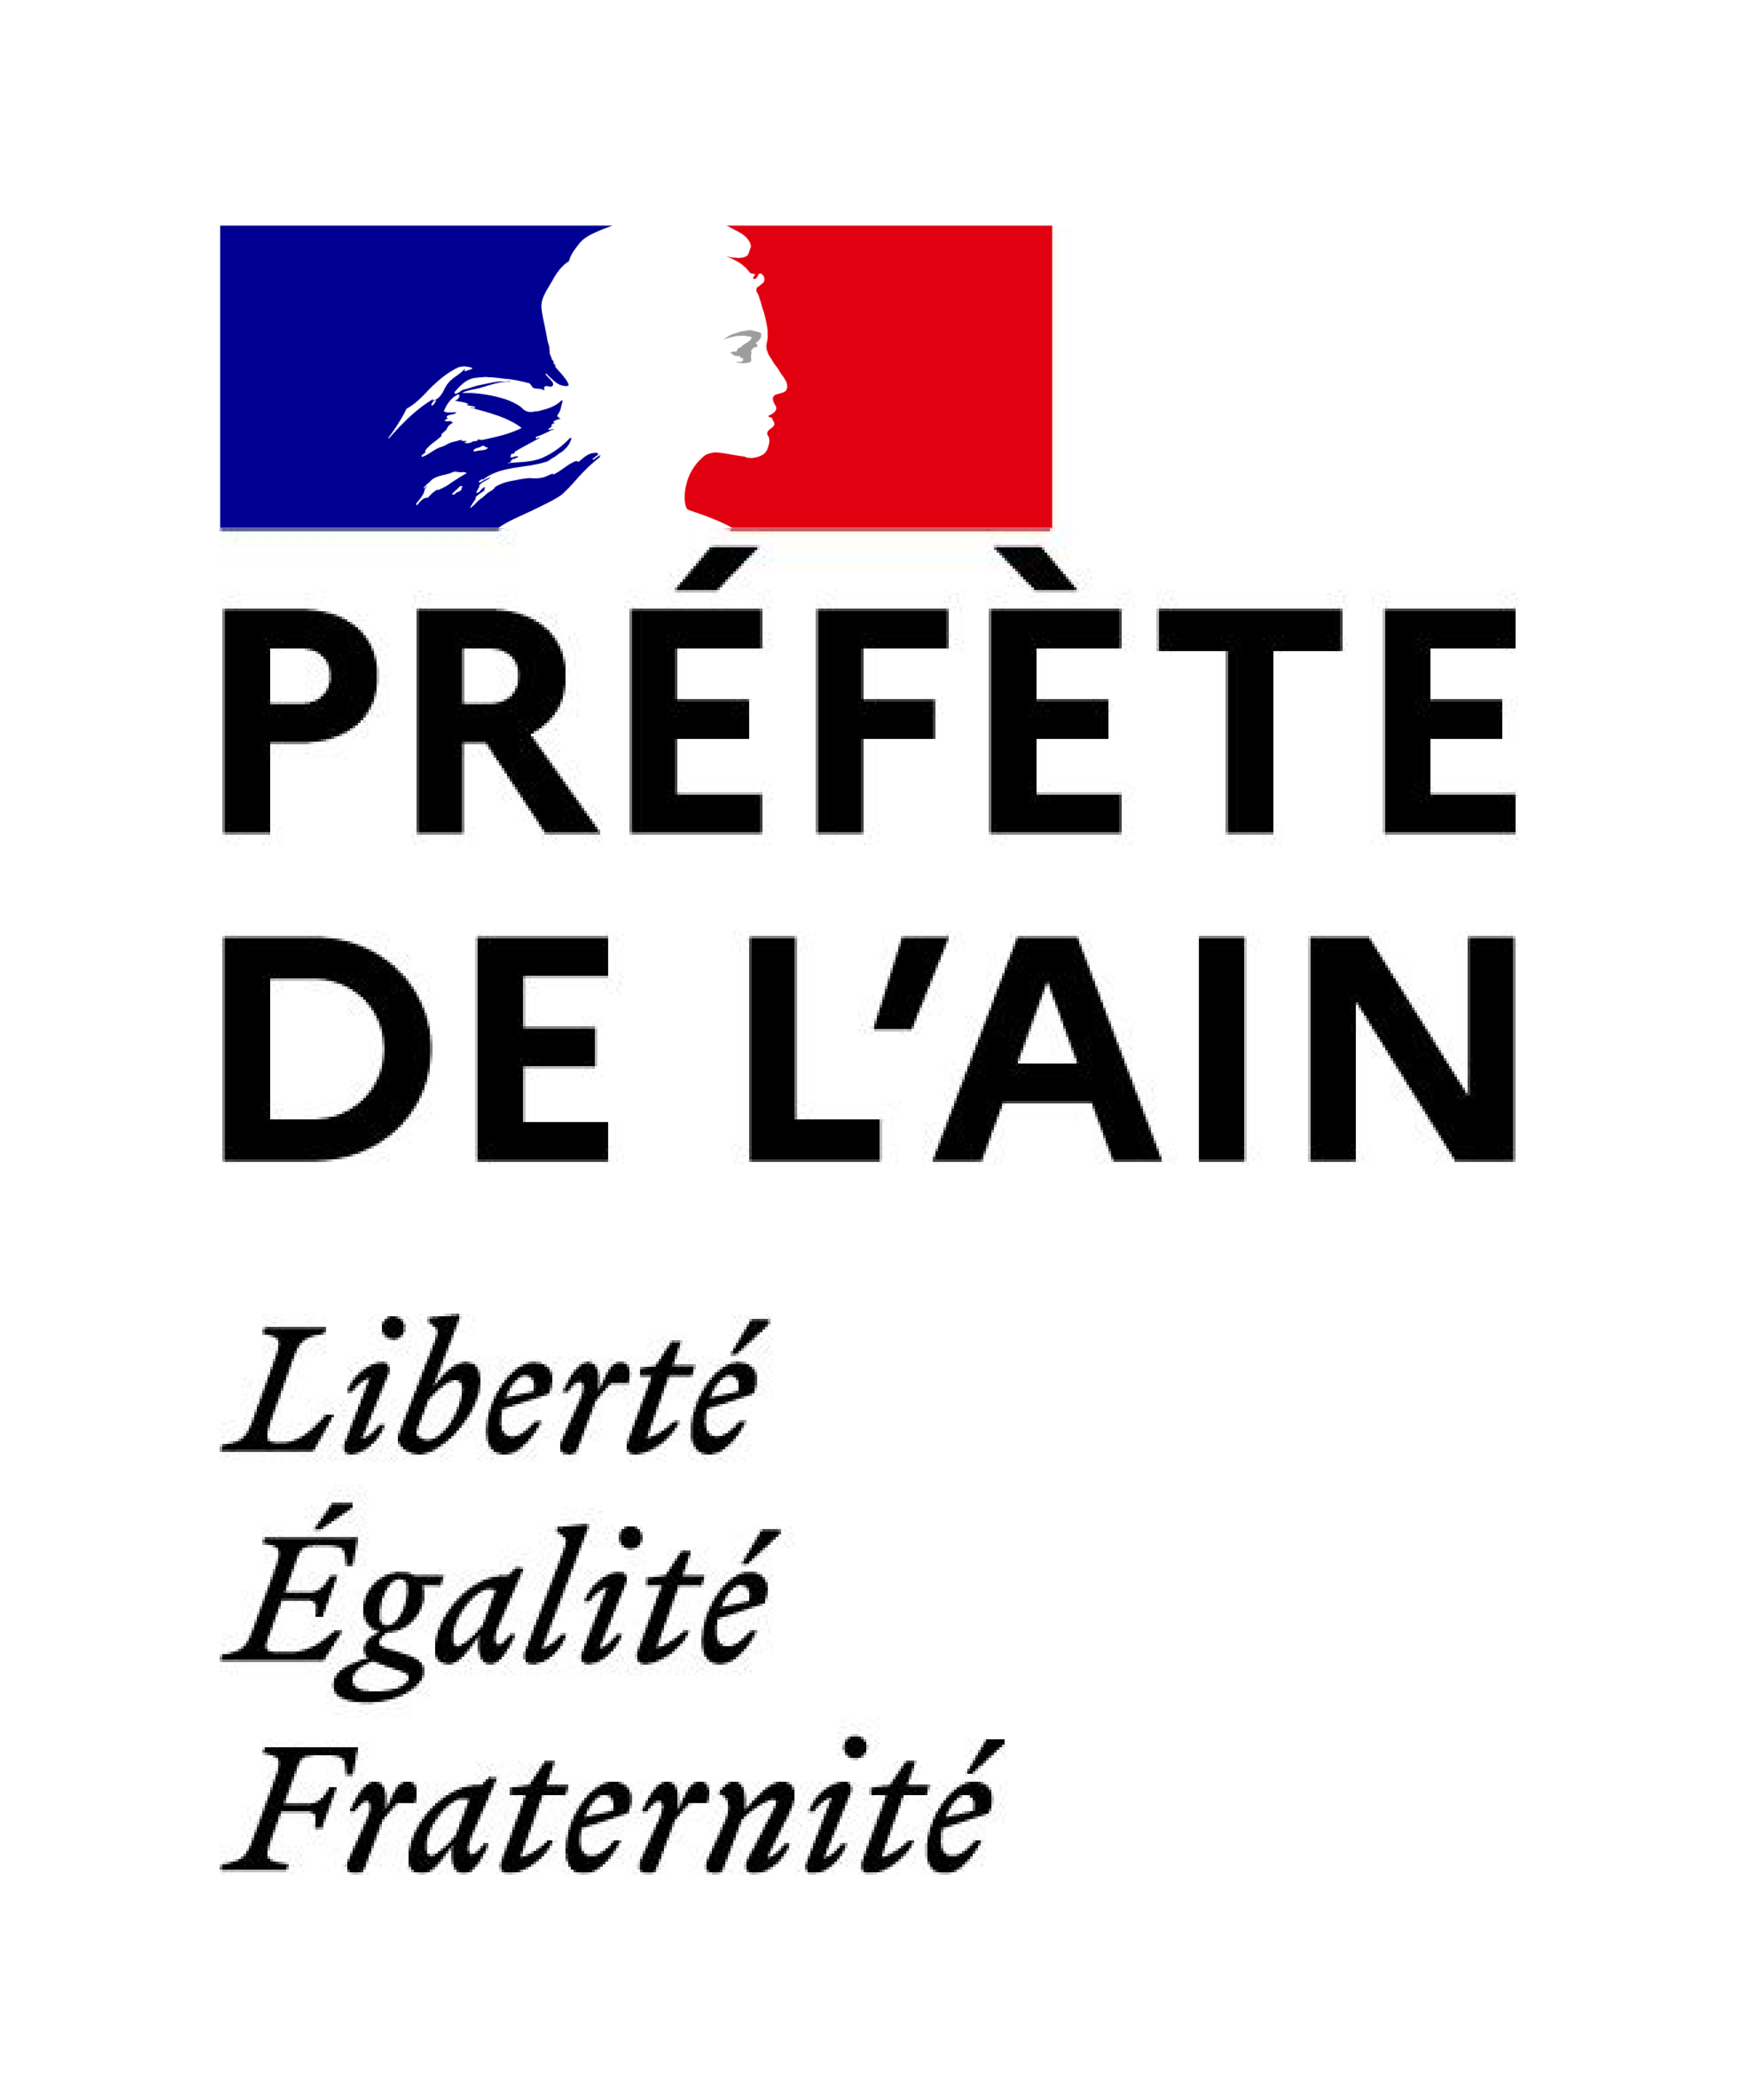 PRÉFÈTE
DE L’AIN
Liberté
Égalité
Fraternité